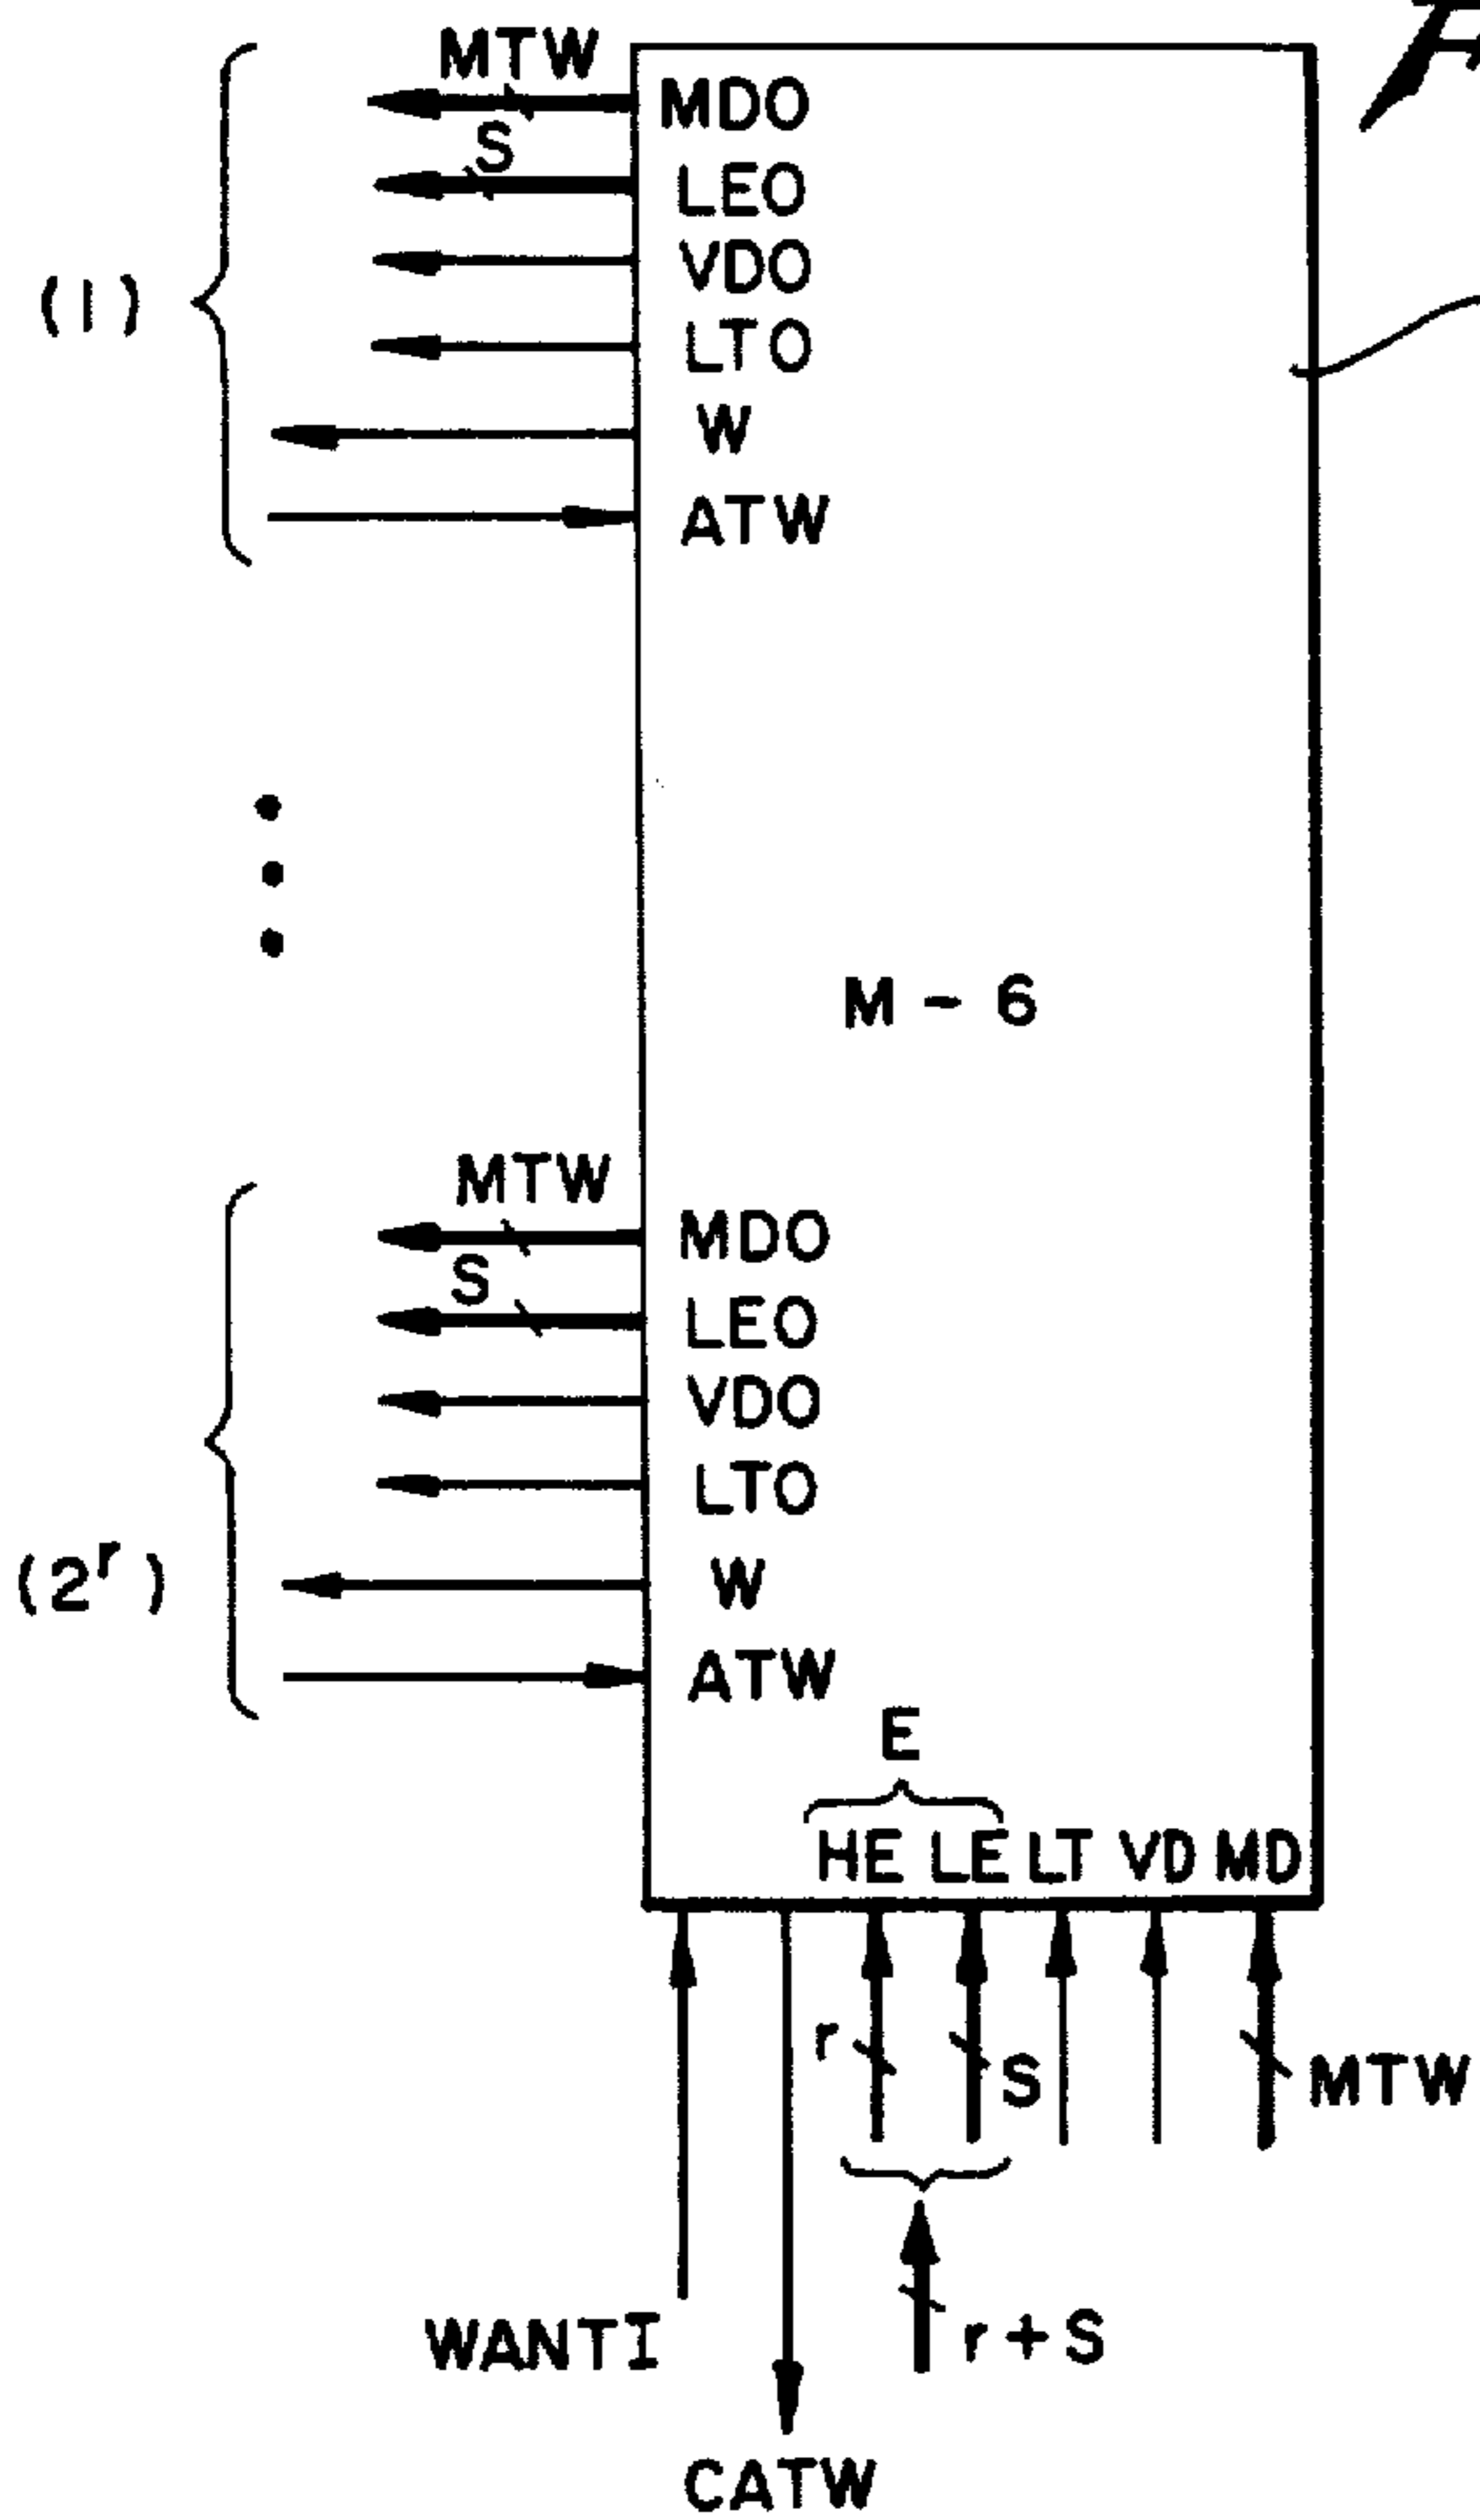 MTW
MDO
S
LEO
VDO
(1)
LTO
W
ATW
M-6
MTW
MDO
S
LEO
VDO
LTO
(2ʳ)
W
ATW
E
HE LE LT VD MD
r
S
MTW
WANTI
r+S
CATW